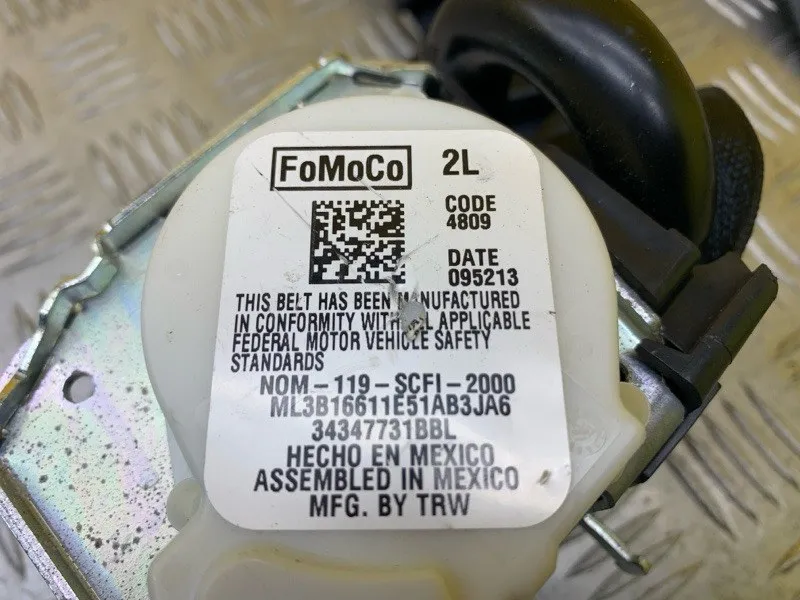 FoMoCo 2L
CODE
4809
DATE
095213
THIS BELT HAS BEEN MANUFACTURED
IN CONFORMITY WITH ALL APPLICABLE
FEDERAL MOTOR VEHICLE SAFETY
STANDARDS
NOM-119-SCFI-2000
ML3B16611E51AB3JA6
34347731BBL
HECHO EN MEXICO
ASSEMBLED IN MEXICO
MFG. BY TRW